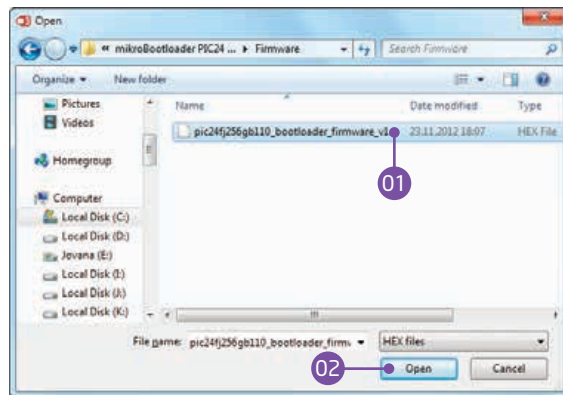 Open
« mikroBootloader PIC24 ... ▸ Firmware
Search Firmware
Organize
New folder
Name
Date modified
Type
Pictures
Videos
Homegroup
Computer
Local Disk (C:)
Local Disk (D:)
Jovana (E:)
Local Disk (I:)
Local Disk (J:)
Local Disk (K:)
pic24fj256gb110_bootloader_firmware_v1
23.11.2012 18:07
HEX File
01
File name:
pic24fj256gb110_bootloader_firm
HEX files
02
Open
Cancel